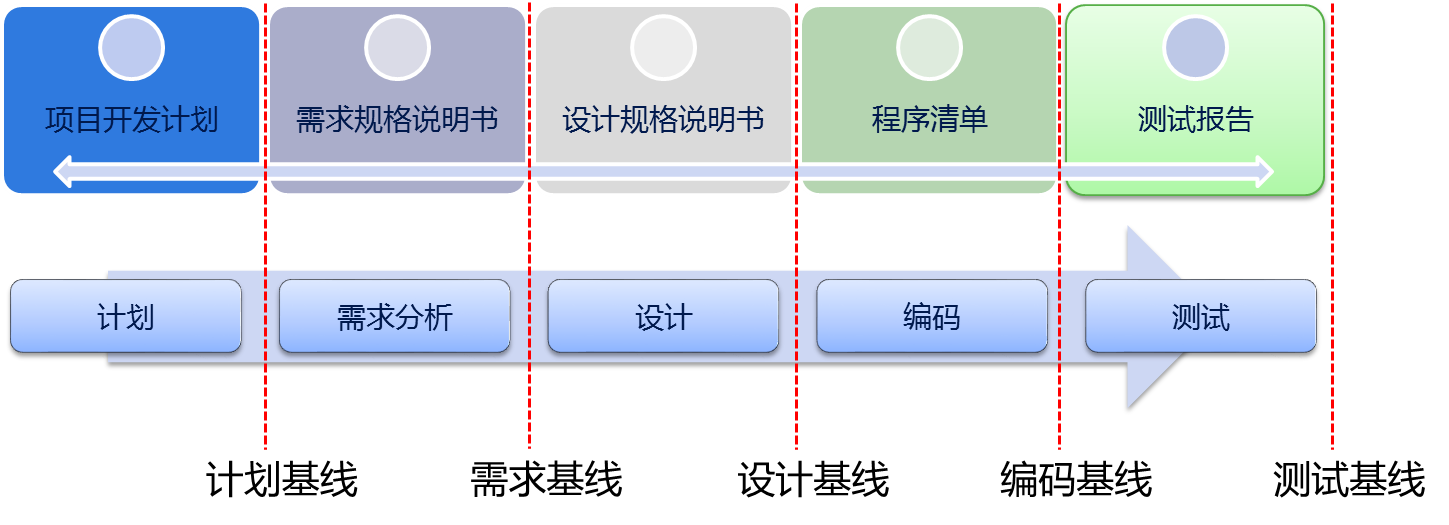 项目开发计划
需求规格说明书
设计规格说明书
程序清单
测试报告
计划
需求分析
设计
编码
测试
计划基线
需求基线
设计基线
编码基线
测试基线